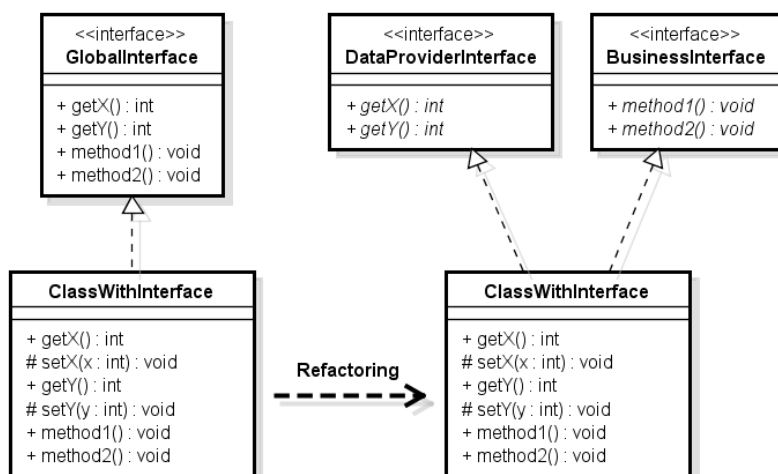 <<interface>>
GlobalInterface
+ getX() : int
+ getY() : int
+ method1() : void
+ method2() : void
<<interface>>
DataProviderInterface
+ getX() : int
+ getY() : int
<<interface>>
BusinessInterface
+ method1() : void
+ method2() : void
ClassWithInterface
+ getX() : int
# setX(x : int) : void
+ getY() : int
# setY(y : int) : void
+ method1() : void
+ method2() : void
Refactoring
ClassWithInterface
+ getX() : int
# setX(x : int) : void
+ getY() : int
# setY(y : int) : void
+ method1() : void
+ method2() : void